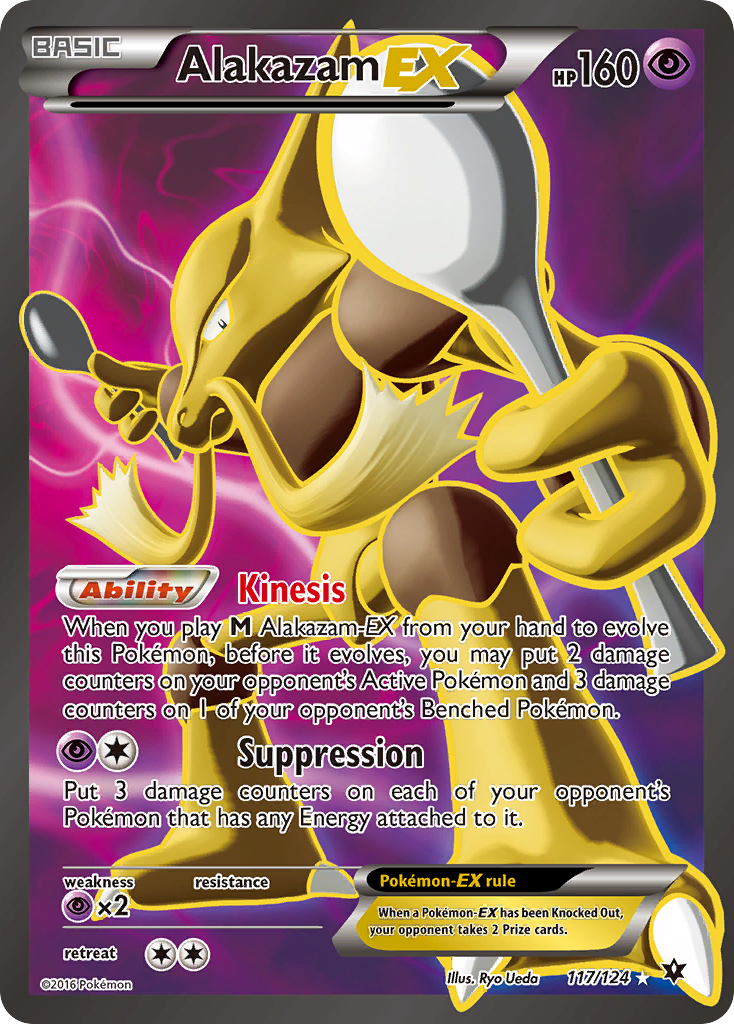 BASIC
Alakazam EX
HP160
Ability Kinesis
When you play M Alakazam-EX from your hand to evolve
this Pokémon, before it evolves, you may put 2 damage
counters on your opponent's Active Pokémon and 3 damage
counters on 1 of your opponent's Benched Pokémon.
Suppression
Put 3 damage counters on each of your opponent's
Pokémon that has any Energy attached to it.
weakness resistance
×2
retreat
Pokémon-EX rule
When a Pokémon-EX has been Knocked Out,
your opponent takes 2 Prize cards.
©2016 Pokémon
Illus. Ryo Ueda 117/124